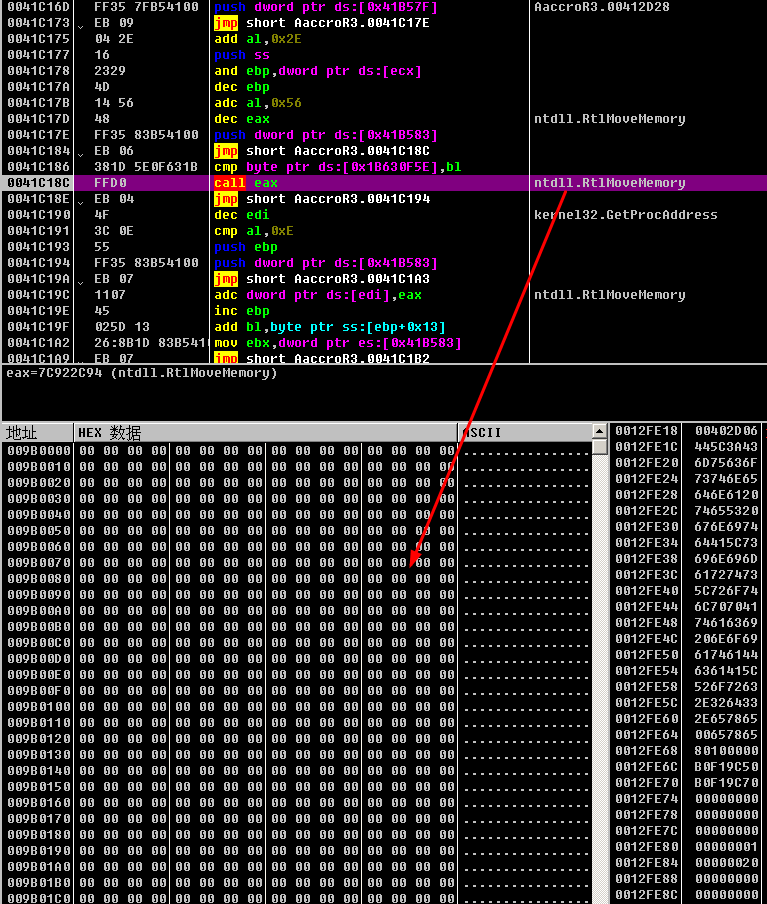 0041C16D FF35 7FB54100 push dword ptr ds:[0x41B57F] AaccroR3.00412D28
0041C173 EB 09 jmp short AaccroR3.0041C17E
0041C175 04 2E add al,0x2E
0041C177 16 push ss
0041C178 2329 and ebp,dword ptr ds:[ecx]
0041C17A 4D dec ebp
0041C17B 14 56 adc al,0x56
0041C17D 48 dec eax ntdll.RtlMoveMemory
0041C17E FF35 83B54100 push dword ptr ds:[0x41B583]
0041C184 EB 06 jmp short AaccroR3.0041C18C
0041C186 381D 5E0F631B cmp byte ptr ds:[0x1B630F5E],bl
0041C18C FFD0 call eax ntdll.RtlMoveMemory
0041C18E EB 04 jmp short AaccroR3.0041C194
0041C190 4F dec edi kernel32.GetProcAddress
0041C191 3C 0E cmp al,0xE
0041C193 55 push ebp
0041C194 FF35 83B54100 push dword ptr ds:[0x41B583]
0041C19A EB 07 jmp short AaccroR3.0041C1A3
0041C19C 1107 adc dword ptr ds:[edi],eax ntdll.RtlMoveMemory
0041C19E 45 inc ebp
0041C19F 025D 13 add bl,byte ptr ss:[ebp+0x13]
0041C1A2 26:8B1D 83B541 mov ebx,dword ptr es:[0x41B583]
0041C1A9 EB 07 jmp short AaccroR3.0041C1B2
eax=7C922C94 (ntdll.RtlMoveMemory)
地址 HEX 数据 ASCII
009B0000 00 00 00 00 00 00 00 00 00 00 00 00 00 00 00 00 ................
009B0010 00 00 00 00 00 00 00 00 00 00 00 00 00 00 00 00 ................
009B0020 00 00 00 00 00 00 00 00 00 00 00 00 00 00 00 00 ................
009B0030 00 00 00 00 00 00 00 00 00 00 00 00 00 00 00 00 ................
009B0040 00 00 00 00 00 00 00 00 00 00 00 00 00 00 00 00 ................
009B0050 00 00 00 00 00 00 00 00 00 00 00 00 00 00 00 00 ................
009B0060 00 00 00 00 00 00 00 00 00 00 00 00 00 00 00 00 ................
009B0070 00 00 00 00 00 00 00 00 00 00 00 00 00 00 00 00 ................
009B0080 00 00 00 00 00 00 00 00 00 00 00 00 00 00 00 00 ................
009B0090 00 00 00 00 00 00 00 00 00 00 00 00 00 00 00 00 ................
009B00A0 00 00 00 00 00 00 00 00 00 00 00 00 00 00 00 00 ................
009B00B0 00 00 00 00 00 00 00 00 00 00 00 00 00 00 00 00 ................
009B00C0 00 00 00 00 00 00 00 00 00 00 00 00 00 00 00 00 ................
009B00D0 00 00 00 00 00 00 00 00 00 00 00 00 00 00 00 00 ................
009B00E0 00 00 00 00 00 00 00 00 00 00 00 00 00 00 00 00 ................
009B00F0 00 00 00 00 00 00 00 00 00 00 00 00 00 00 00 00 ................
009B0100 00 00 00 00 00 00 00 00 00 00 00 00 00 00 00 00 ................
009B0110 00 00 00 00 00 00 00 00 00 00 00 00 00 00 00 00 ................
009B0120 00 00 00 00 00 00 00 00 00 00 00 00 00 00 00 00 ................
009B0130 00 00 00 00 00 00 00 00 00 00 00 00 00 00 00 00 ................
009B0140 00 00 00 00 00 00 00 00 00 00 00 00 00 00 00 00 ................
009B0150 00 00 00 00 00 00 00 00 00 00 00 00 00 00 00 00 ................
009B0160 00 00 00 00 00 00 00 00 00 00 00 00 00 00 00 00 ................
009B0170 00 00 00 00 00 00 00 00 00 00 00 00 00 00 00 00 ................
009B0180 00 00 00 00 00 00 00 00 00 00 00 00 00 00 00 00 ................
009B0190 00 00 00 00 00 00 00 00 00 00 00 00 00 00 00 00 ................
009B01A0 00 00 00 00 00 00 00 00 00 00 00 00 00 00 00 00 ................
009B01B0 00 00 00 00 00 00 00 00 00 00 00 00 00 00 00 00 ................
009B01C0 00 00 00 00 00 00 00 00 00 00 00 00 00 00 00 00 ................
0012FE18 00402D06
0012FE1C 445C3A43
0012FE20 6D75636F
0012FE24 73746E65
0012FE28 646E6120
0012FE2C 74655320
0012FE30 676E6974
0012FE34 64415C73
0012FE38 696E696D
0012FE3C 61727473
0012FE40 5C726F74
0012FE44 6C707041
0012FE48 74616369
0012FE4C 206E6F69
0012FE50 61746144
0012FE54 6361415C
0012FE58 526F7263
0012FE5C 2E326433
0012FE60 2E657865
0012FE64 00657865
0012FE68 80100000
0012FE6C B0F19C50
0012FE70 B0F19C70
0012FE74 00000000
0012FE78 00000000
0012FE7C 00000000
0012FE80 00000001
0012FE84 00000020
0012FE88 00000000
0012FE8C 00000000